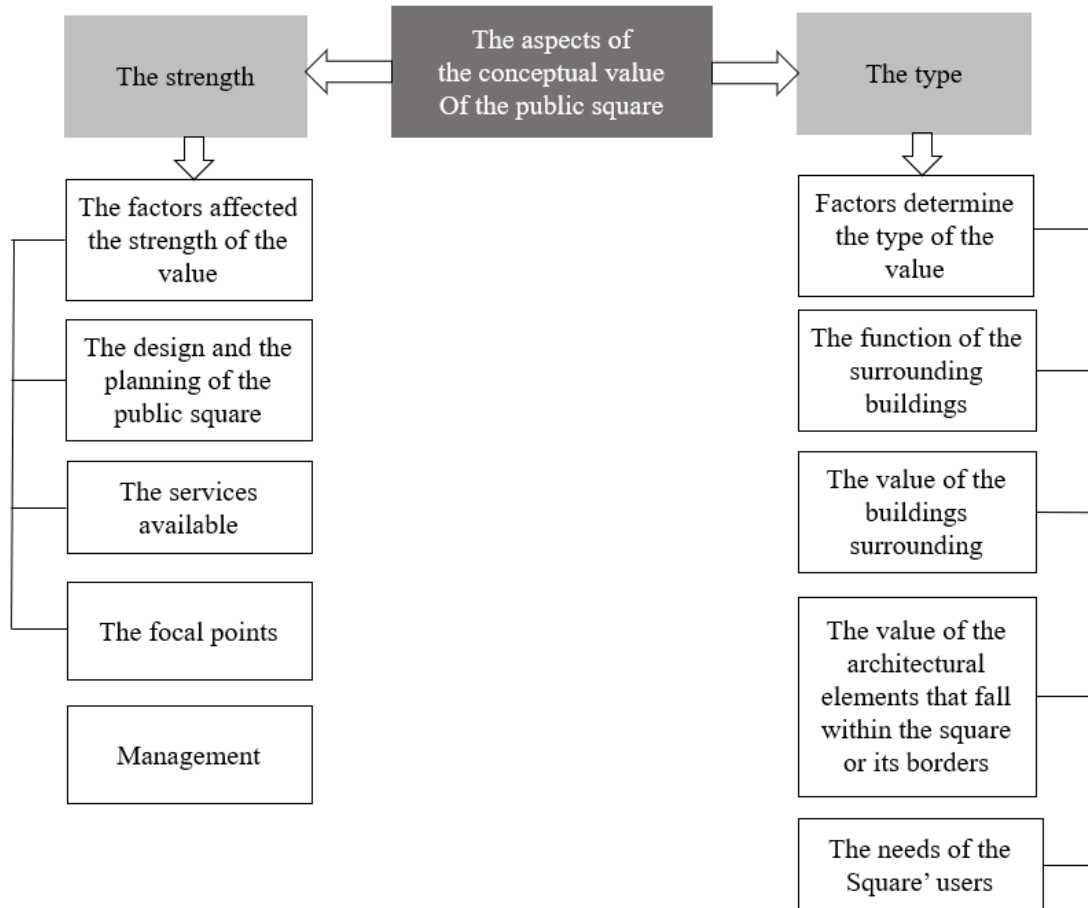 The aspects of
the conceptual value
Of the public square
The strength
The factors affected
the strength of the
value
The design and the
planning of the
public square
The services
available
The focal points
Management
The type
Factors determine
the type of the
value
The function of the
surrounding
buildings
The value of the
buildings
surrounding
The value of the
architectural
elements that fall
within the square
or its borders
The needs of the
Square’ users